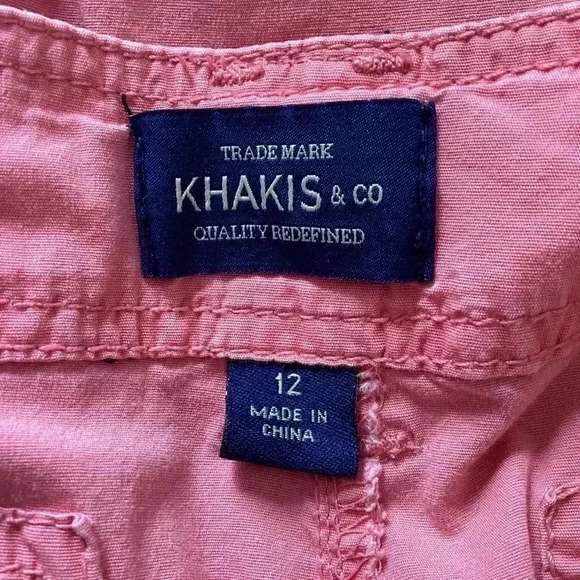 TRADE MARK
KHAKIS & CO
QUALITY REDEFINED
12
MADE IN
CHINA